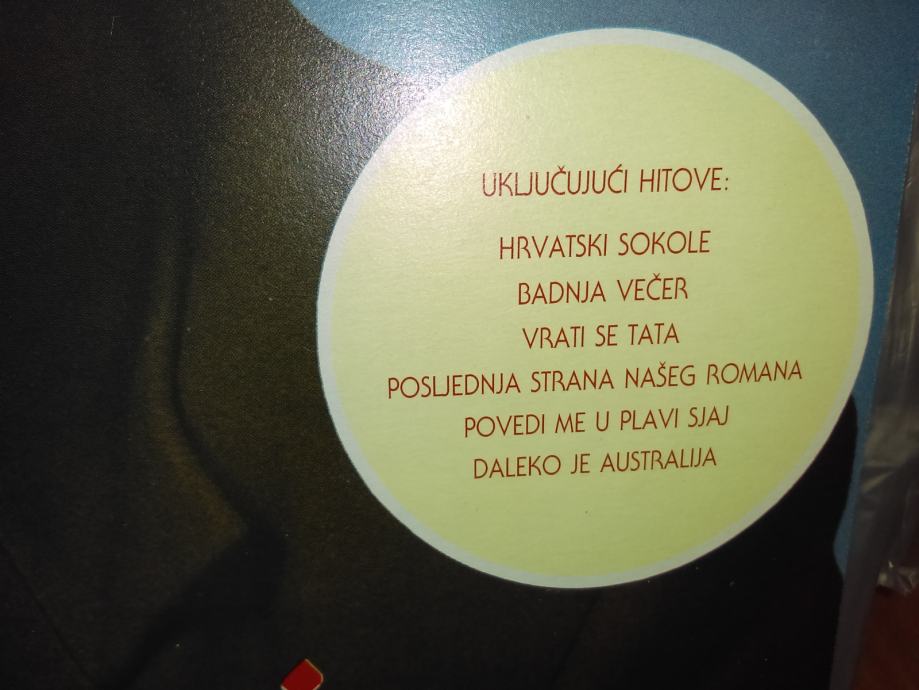 UKLJUČUJUĆI HITOVE:
HRVATSKI SOKOLE
BADNJA VEČER
VRATI SE TATA
POSLJEDNJA STRANA NAŠEG ROMANA
POVEDI ME U PLAVI SJAJ
DALEKO JE AUSTRALIJA